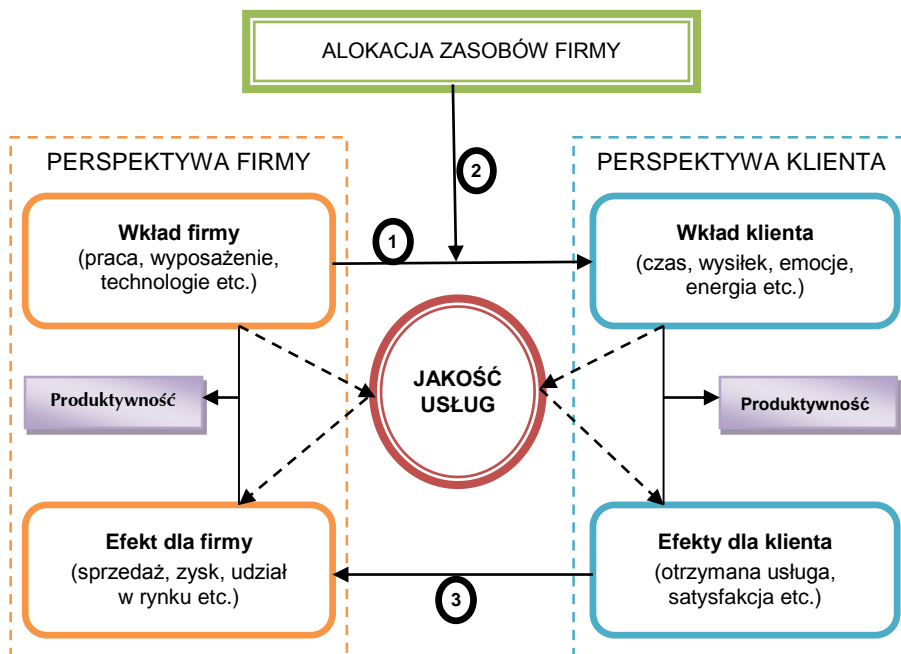 ALOKACJA ZASOBÓW FIRMY
PERSPEKTYWA FIRMY
PERSPEKTYWA KLIENTA
2
Wkład firmy
(praca, wyposażenie,
technologie etc.)
1
Wkład klienta
(czas, wysiłek, emocje,
energia etc.)
JAKOŚĆ
USŁUG
Produktywność
Produktywność
Efekt dla firmy
(sprzedaż, zysk, udział
w rynku etc.)
3
Efekty dla klienta
(otrzymana usługa,
satysfakcja etc.)